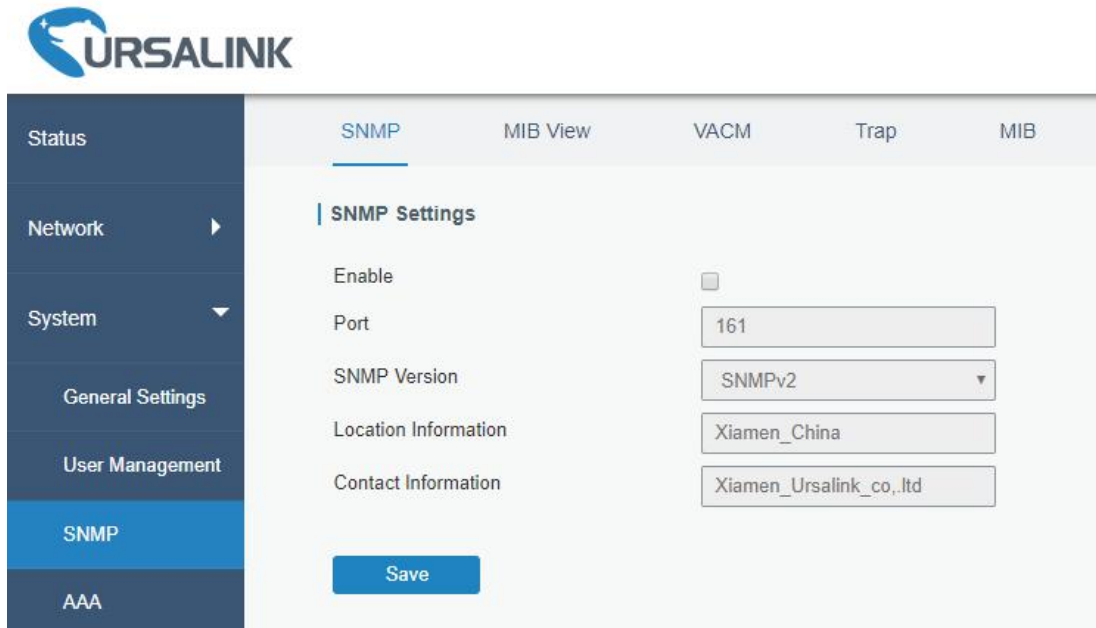 URSALINK
Status
Network
System
General Settings
User Management
SNMP
AAA
SNMP MIB View VACM Trap MIB
SNMP Settings
Enable
Port 161
SNMP Version SNMPv2
Location Information Xiamen_China
Contact Information Xiamen_Ursalink_co,.ltd
Save